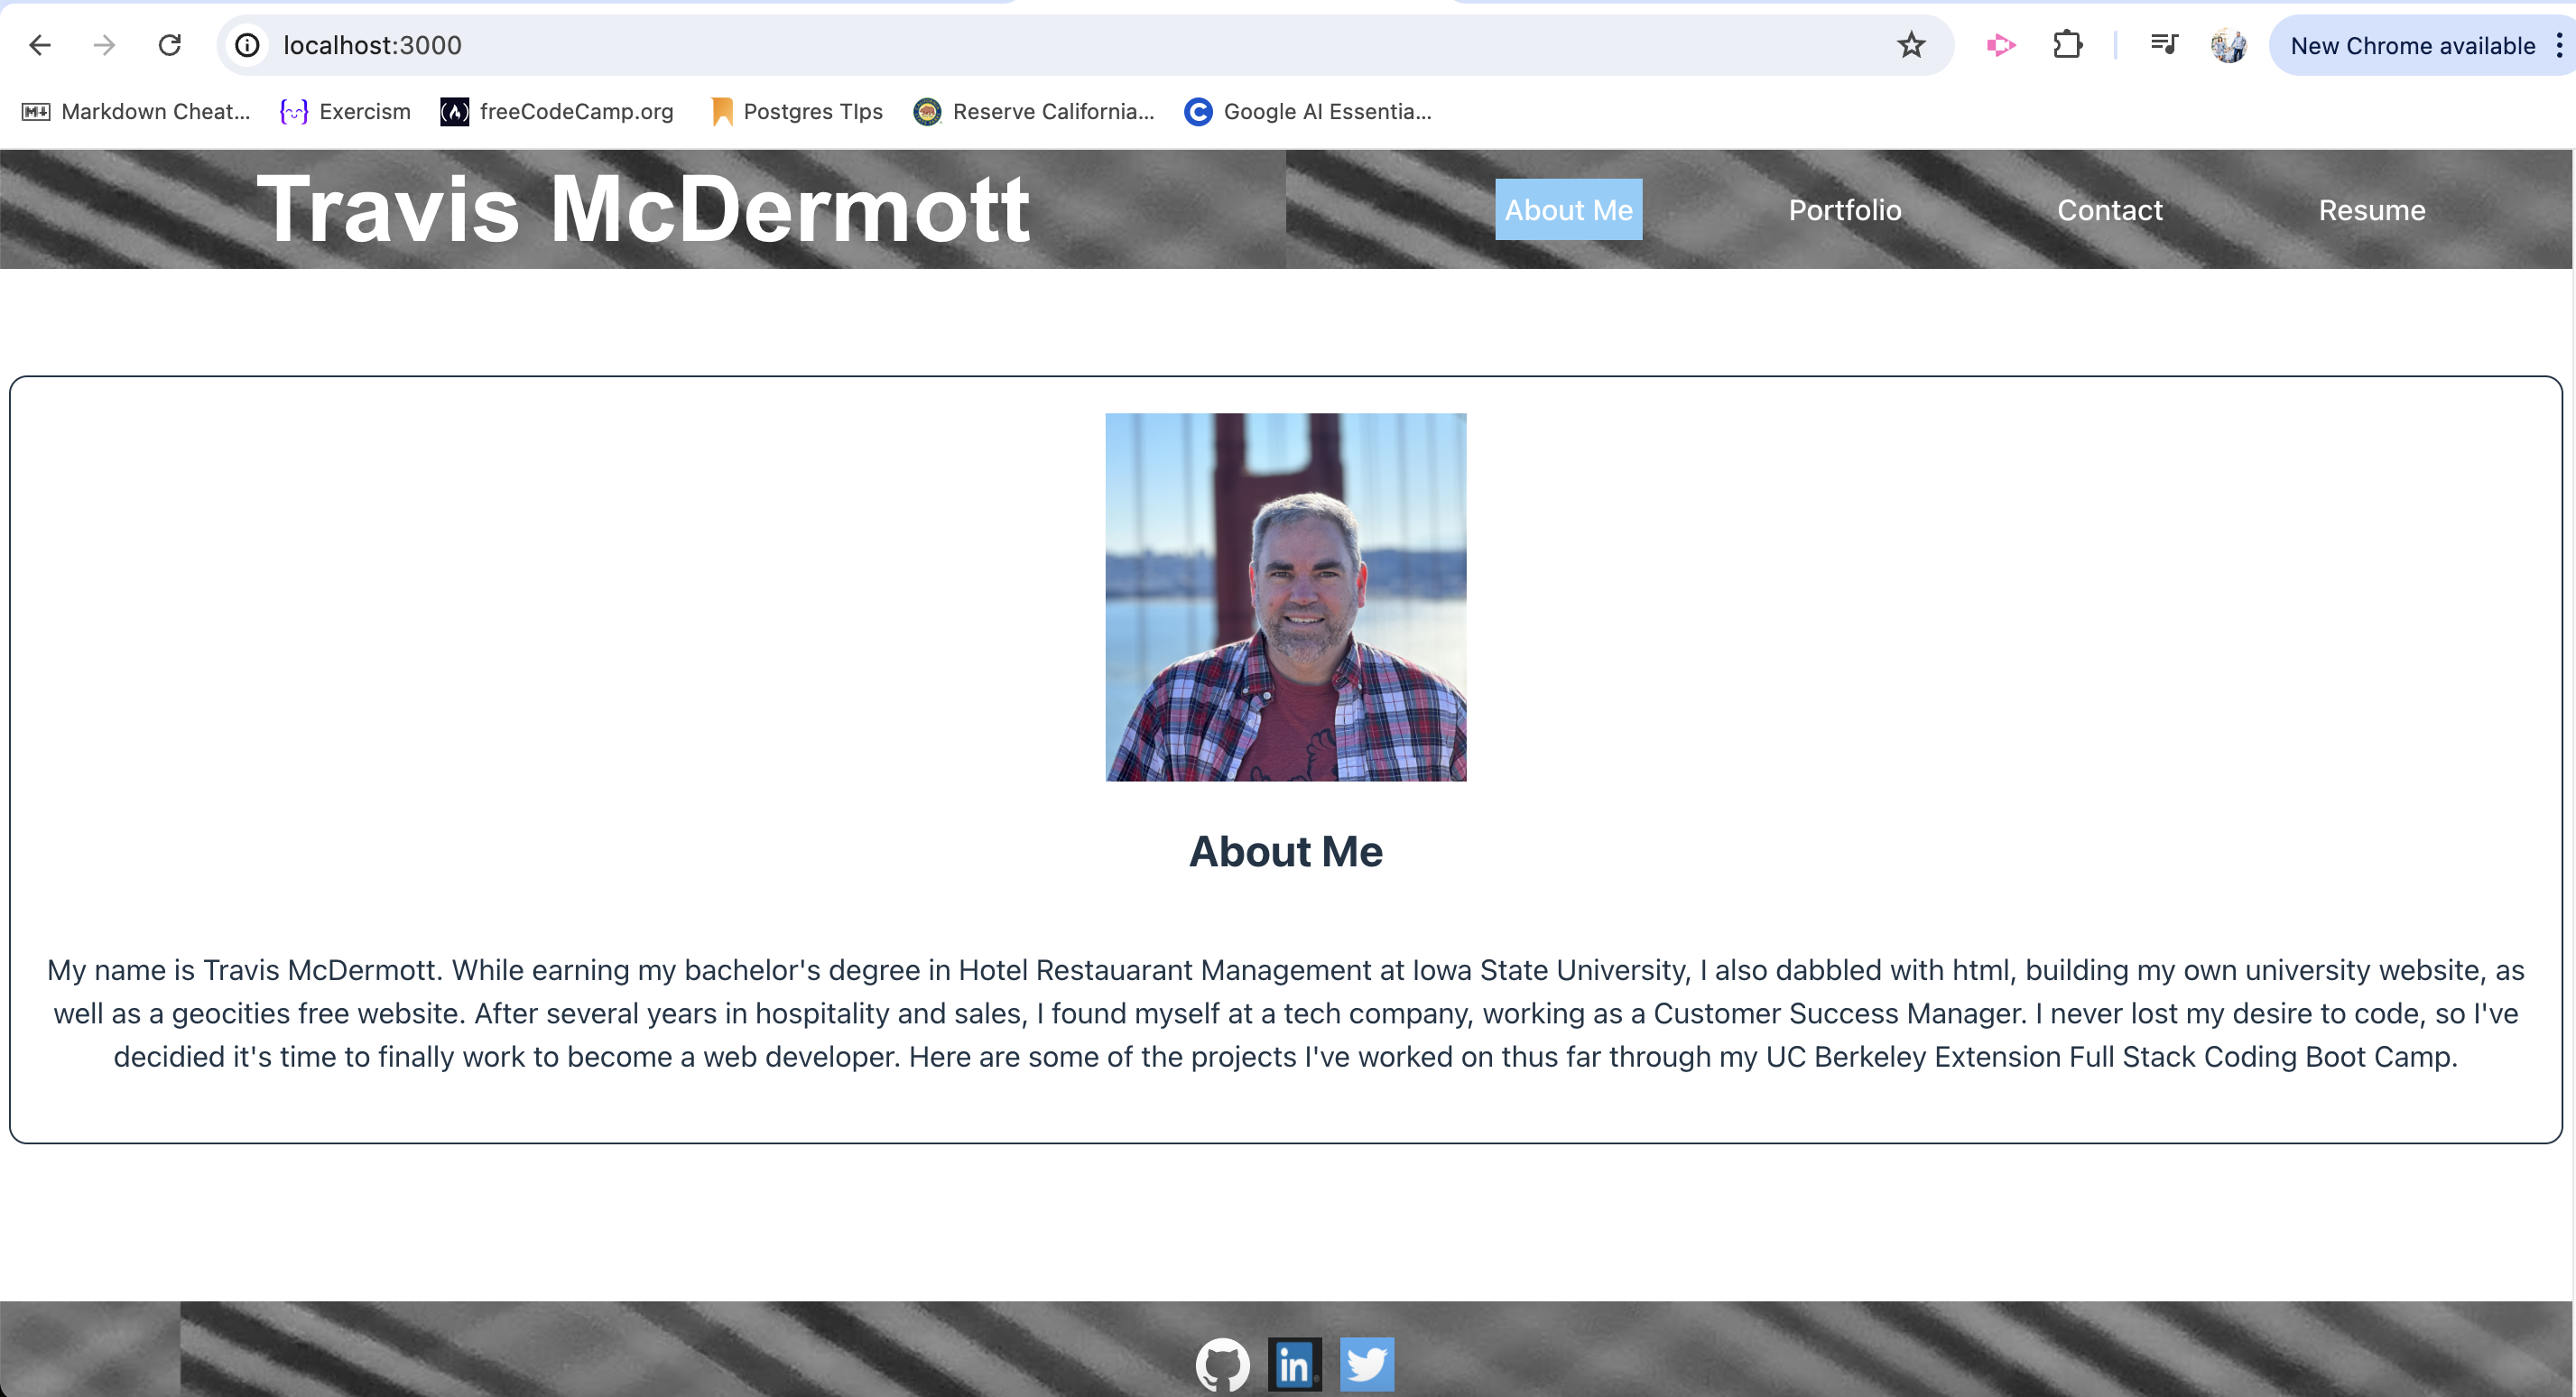 localhost:3000
New Chrome available
Markdown Cheat...
Exercism
freeCodeCamp.org
Postgres TIps
Reserve California...
Google AI Essentia...
Travis McDermott
About Me
Portfolio
Contact
Resume
About Me
My name is Travis McDermott. While earning my bachelor's degree in Hotel Restauarant Management at Iowa State University, I also dabbled with html, building my own university website, as
well as a geocities free website. After several years in hospitality and sales, I found myself at a tech company, working as a Customer Success Manager. I never lost my desire to code, so I've
decidied it's time to finally work to become a web developer. Here are some of the projects I've worked on thus far through my UC Berkeley Extension Full Stack Coding Boot Camp.
in